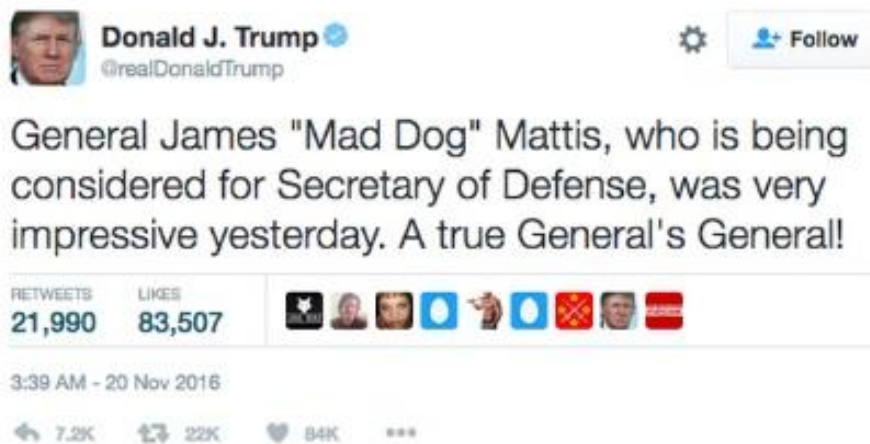 Donald J. Trump
Follow
@realDonaldTrump
General James "Mad Dog" Mattis, who is being
considered for Secretary of Defense, was very
impressive yesterday. A true General's General!
RETWEETS LIKES
21,990 83,507
3:39 AM - 20 Nov 2016
7.2K 22K 84K